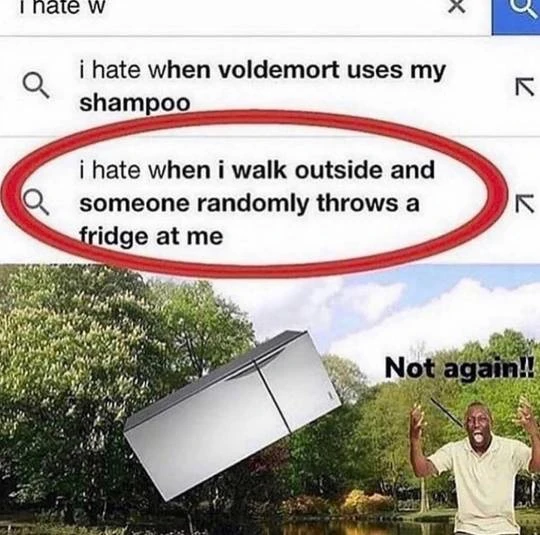 i hate w
i hate when voldemort uses my
shampoo
i hate when i walk outside and
someone randomly throws a
fridge at me
Not again!!